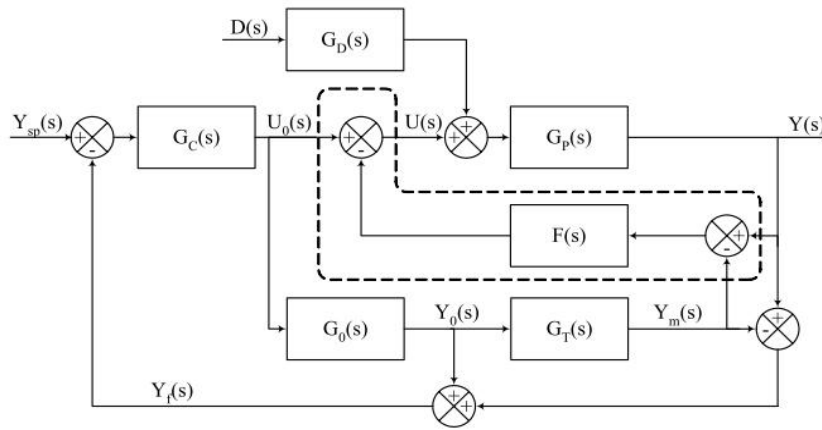 D(s)
G_D(s)
Y_sp(s)
U_0(s)
U(s)
Y(s)
G_C(s)
G_P(s)
+
-
+
-
+
+
F(s)
+
-
Y_0(s)
Y_m(s)
G_0(s)
G_T(s)
+
-
Y_f(s)
+
+